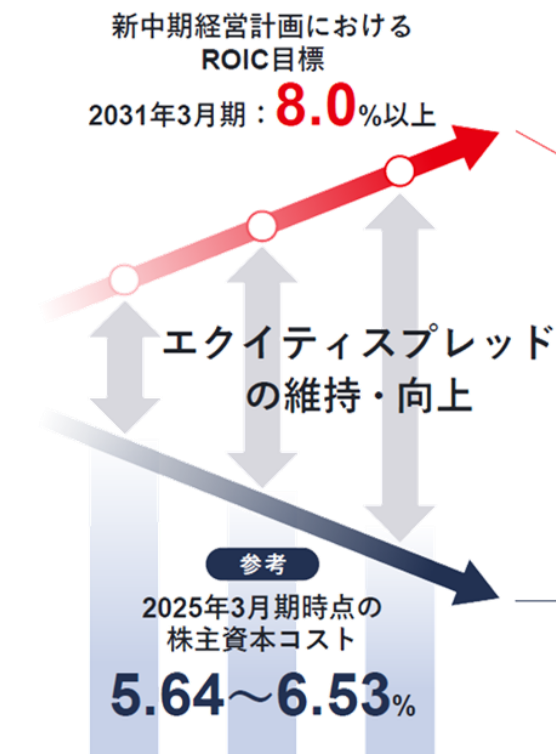 新中期経営計画における
ROIC目標
2031年3月期：8.0%以上
エクイティスプレッド
の維持・向上
参考
2025年3月期時点の
株主資本コスト
5.64～6.53%